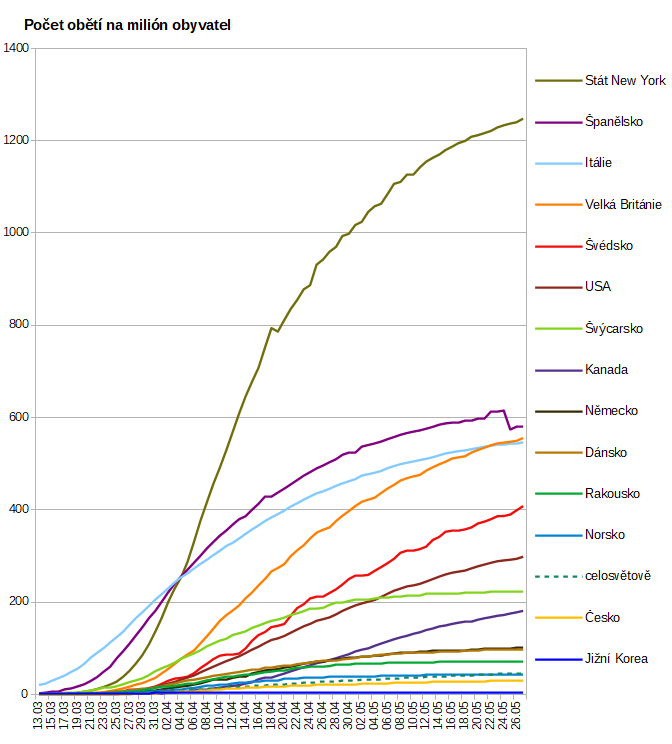 Počet obětí na milión obyvatel
1400
1200
1000
800
600
400
200
0
13.03
15.03
17.03
19.03
21.03
23.03
25.03
27.03
29.03
31.03
02.04
04.04
06.04
08.04
10.04
12.04
14.04
16.04
18.04
20.04
22.04
24.04
26.04
28.04
30.04
02.05
04.05
06.05
08.05
10.05
12.05
14.05
16.05
18.05
20.05
22.05
24.05
26.05
Stát New York
Španělsko
Itálie
Velká Británie
Švédsko
USA
Švýcarsko
Kanada
Německo
Dánsko
Rakousko
Norsko
celosvětově
Česko
Jižní Korea